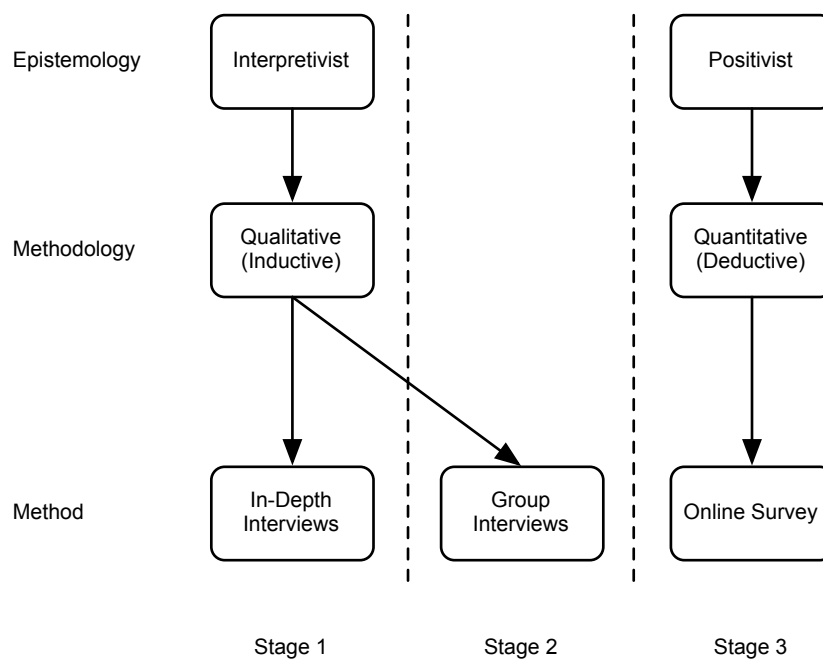 Epistemology
Interpretivist
Positivist
Methodology
Qualitative
(Inductive)
Quantitative
(Deductive)
Method
In-Depth
Interviews
Group
Interviews
Online Survey
Stage 1
Stage 2
Stage 3